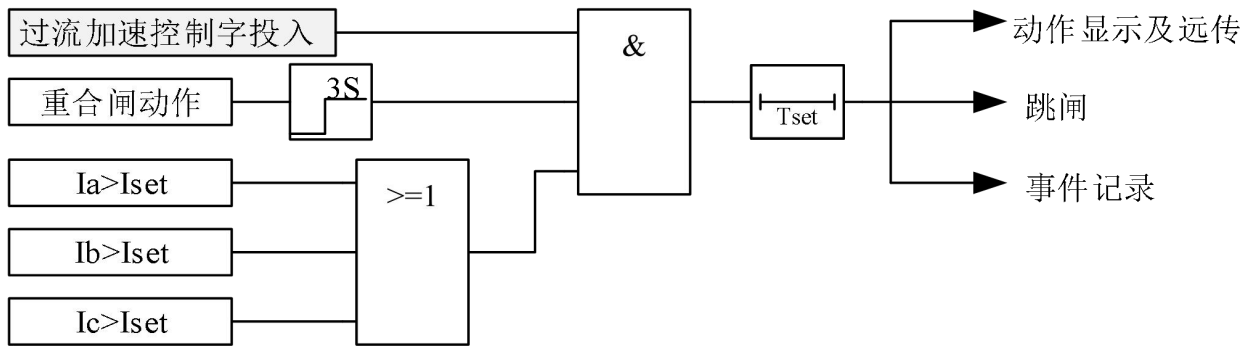 过流加速控制字投入
&
动作显示及远传
重合闸动作
3S
Tset
跳闸
Ia>Iset
>=1
事件记录
Ib>Iset
Ic>Iset